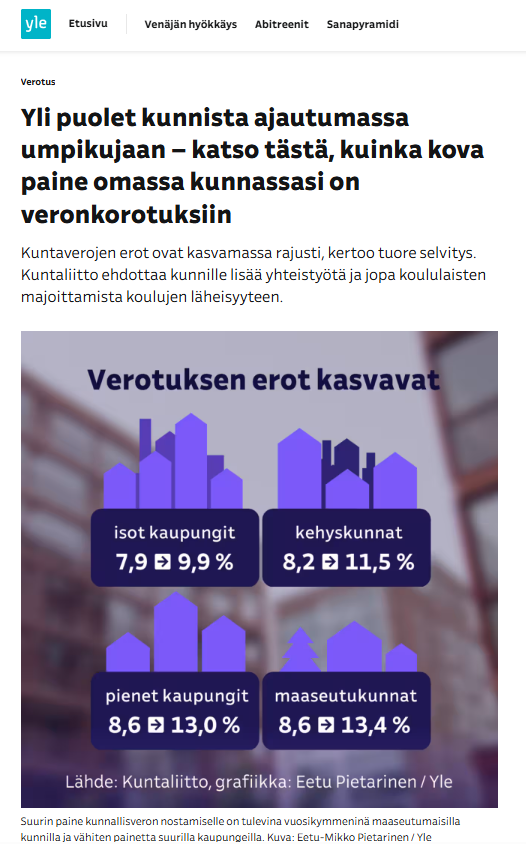 yle
Etusivu
Venäjän hyökkäys
Abitreenit
Sanapyramidi
Verotus
Yli puolet kunnista ajautumassa
umpikujaan – katso tästä, kuinka kova
paine omassa kunnassasi on
veronkorotuksiin
Kuntaverojen erot ovat kasvamassa rajusti, kertoo tuore selvitys.
Kuntaliitto ehdottaa kunnille lisää yhteistyötä ja jopa koululaisten
majoittamista koulujen läheisyyteen.
Verotuksen erot kasvavat
isot kaupungit
7,9 → 9,9 %
kehyskunnat
8,2 → 11,5 %
pienet kaupungit
8,6 → 13,0 %
maaseutukunnat
8,6 → 13,4 %
Lähde: Kuntaliitto, grafiikka: Eetu Pietarinen / Yle
Suurin paine kunnallisveron nostamiselle on tulevina vuosikymmeninä maaseutumaisilla
kunnilla ja vähiten painetta suurilla kaupungeilla. Kuva: Eetu-Mikko Pietarinen / Yle